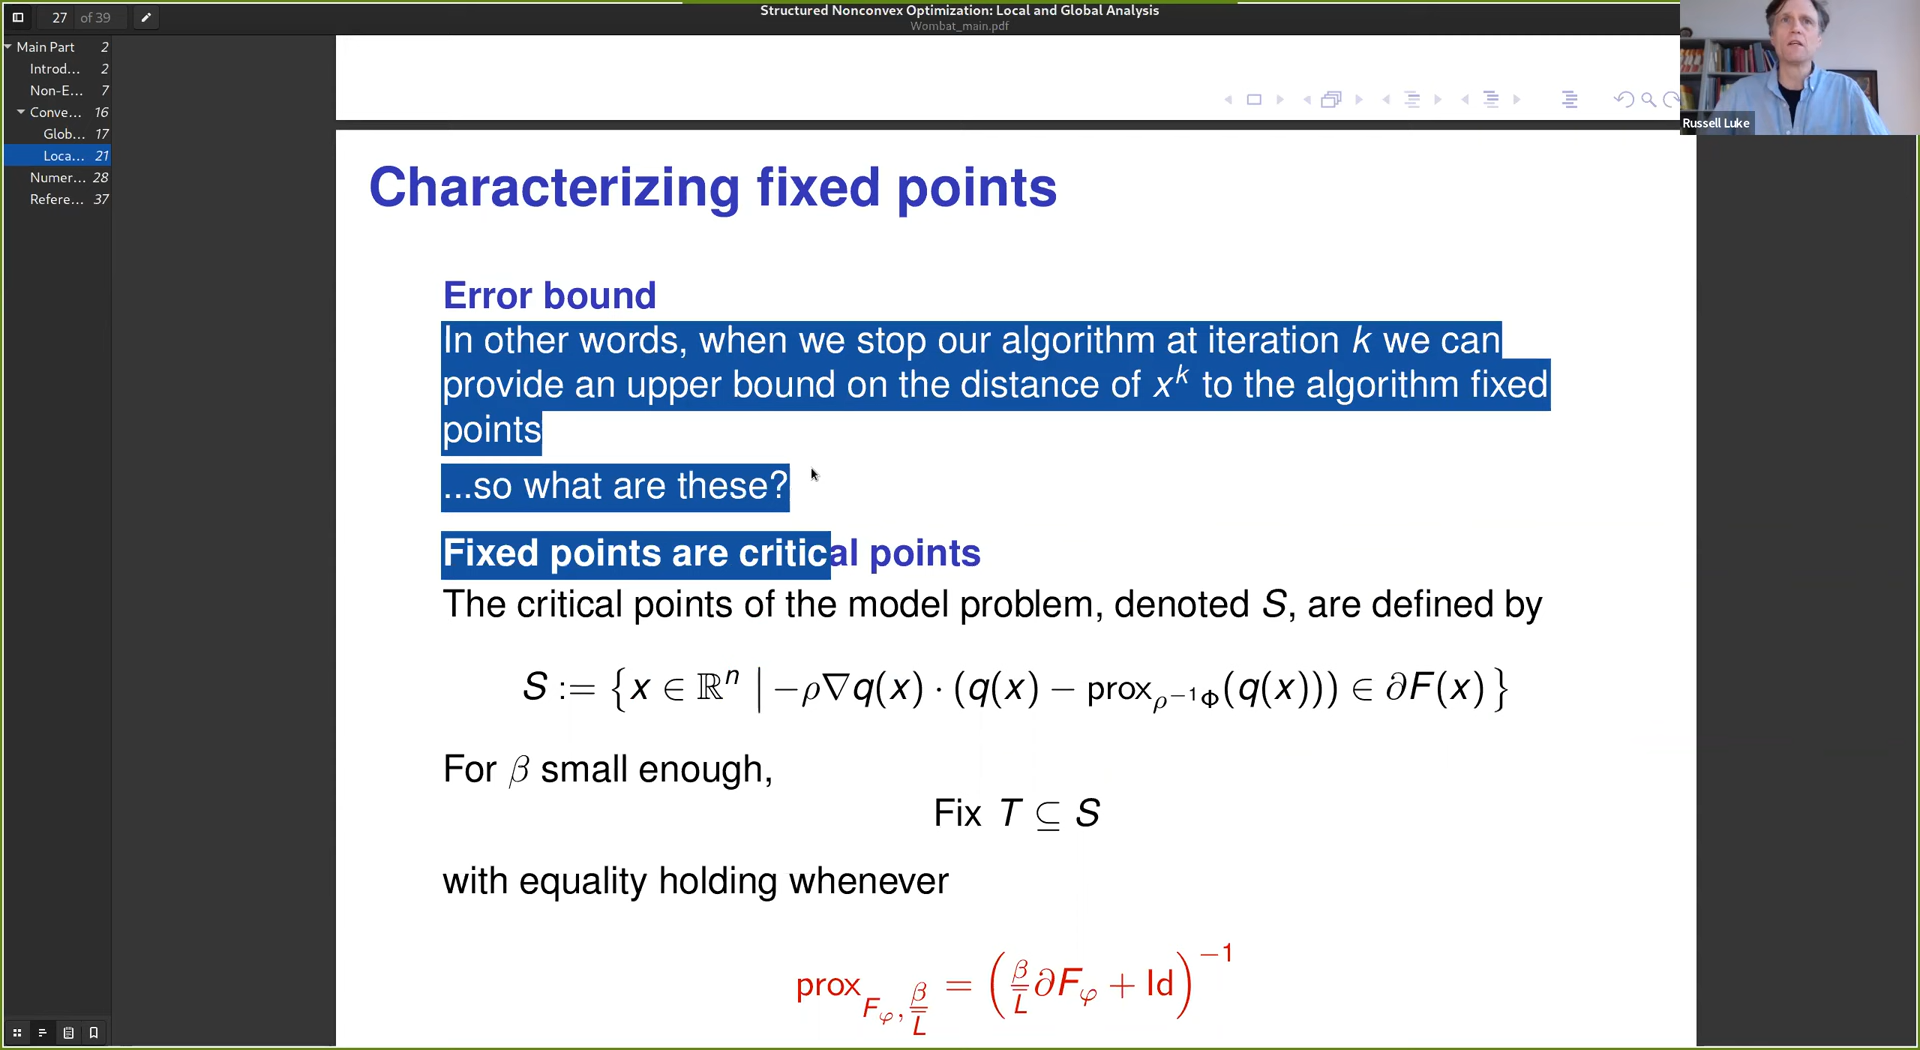 27 of 39
Structured Nonconvex Optimization: Local and Global Analysis
Wombat_main.pdf
Main Part 2
Introd... 2
Non-E... 7
Conve... 16
Glob... 17
Loca... 21
Numer... 28
Refere... 37
Russell Luke
Characterizing fixed points
Error bound
In other words, when we stop our algorithm at iteration k we can
provide an upper bound on the distance of x^k to the algorithm fixed
points
...so what are these?
Fixed points are critical points
The critical points of the model problem, denoted S, are defined by
S := {x ∈ ℝ^n | −ρ∇q(x) · (q(x) − prox_{ρ^{−1}Φ}(q(x))) ∈ ∂F(x)}
For β small enough,
Fix T ⊆ S
with equality holding whenever
prox_{F_φ, β/L̅} = (β/L̅ ∂F_φ + Id)^{−1}